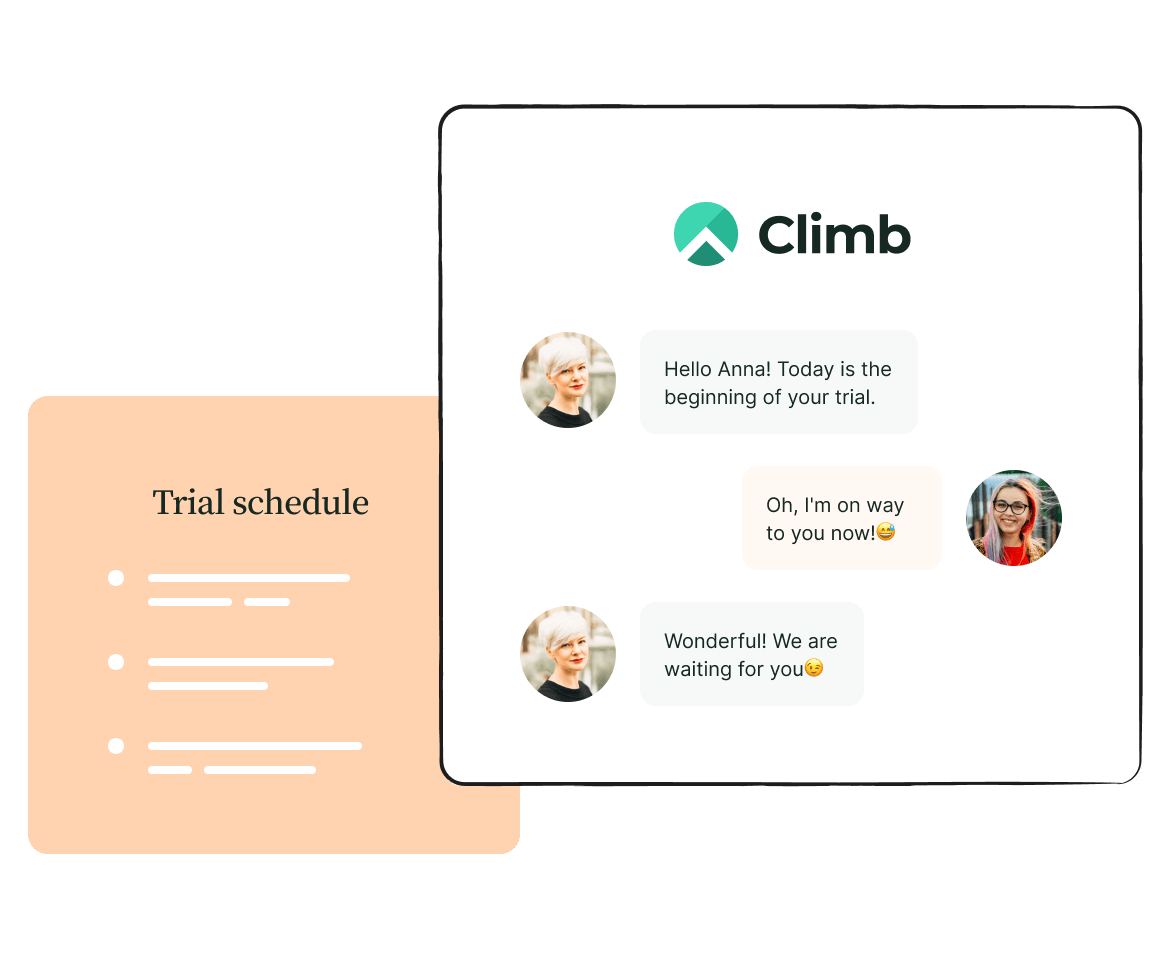 Climb
Hello Anna! Today is the
beginning of your trial.
Oh, I'm on way
to you now!😅
Wonderful! We are
waiting for you😉
Trial schedule